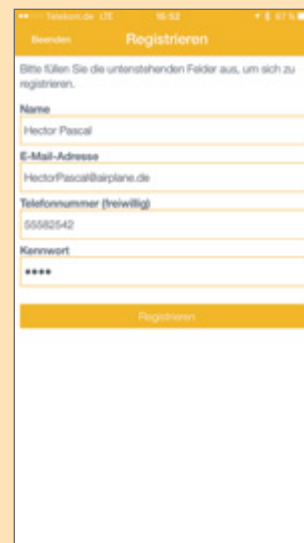 Telekom.de LTE 16:52 67 %
Beenden Registrieren
Bitte füllen Sie die untenstehenden Felder aus, um sich zu
registrieren.
Name
Hector Pascal
E-Mail-Adresse
HectorPascal@airplane.de
Telefonnummer (freiwillig)
55582542
Kennwort
••••
Registrieren